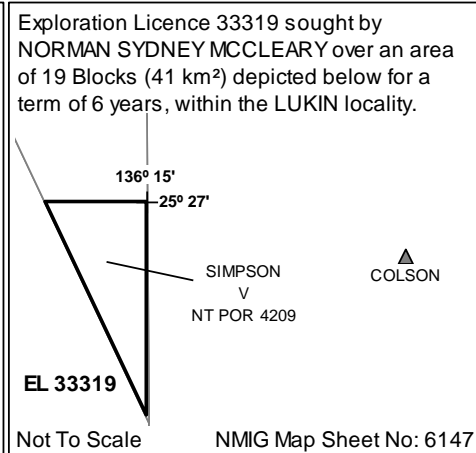 Exploration Licence 33319 sought by
NORMAN SYDNEY MCCLEARY over an area
of 19 Blocks (41 km²) depicted below for a
term of 6 years, within the LUKIN locality.
136º 15'
25º 27'
SIMPSON
V
NT POR 4209
COLSON
EL 33319
Not To Scale
NMIG Map Sheet No: 6147